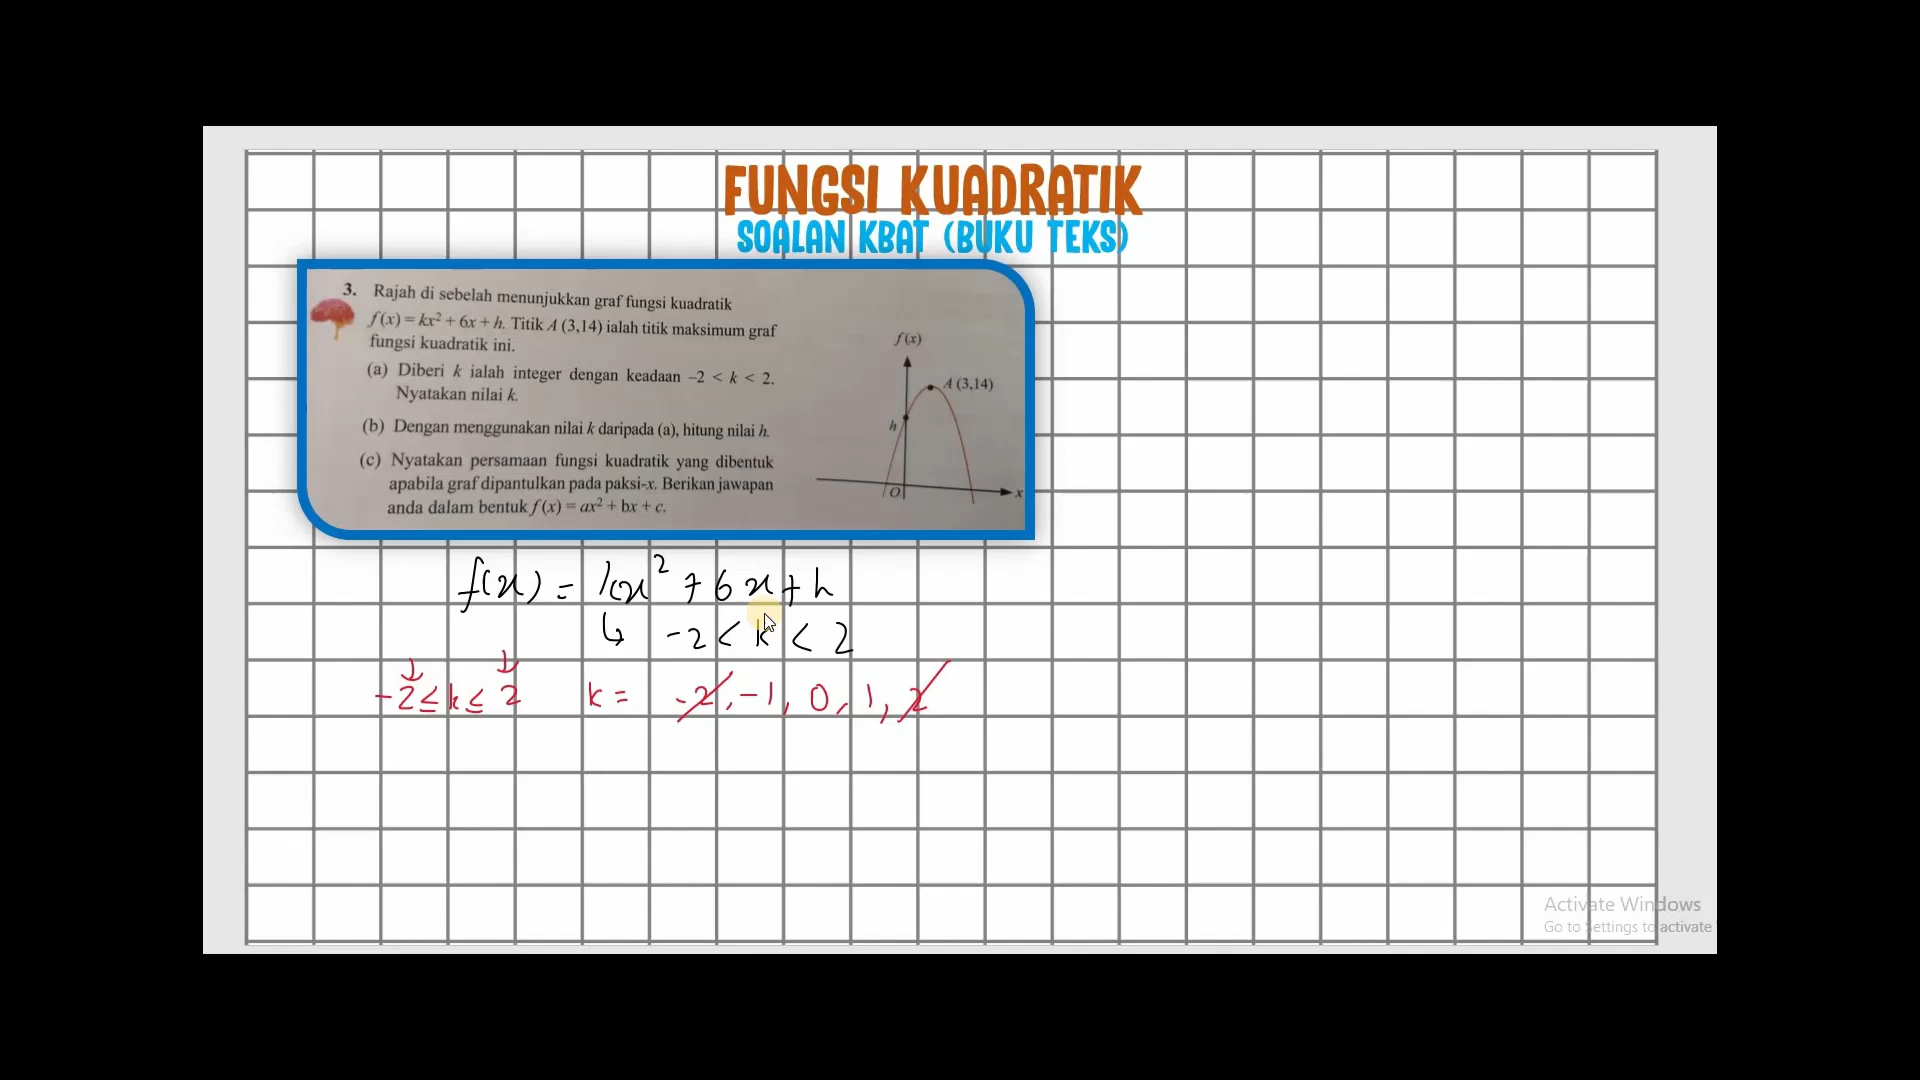 FUNGSI KUADRATIK
SOALAN KBAT (BUKU TEKS)
3. Rajah di sebelah menunjukkan graf fungsi kuadratik
f(x) = kx² + 6x + h. Titik A (3,14) ialah titik maksimum graf
fungsi kuadratik ini.
(a) Diberi k ialah integer dengan keadaan –2 < k < 2.
Nyatakan nilai k.
(b) Dengan menggunakan nilai k daripada (a), hitung nilai h.
(c) Nyatakan persamaan fungsi kuadratik yang dibentuk
apabila graf dipantulkan pada paksi-x. Berikan jawapan
anda dalam bentuk f(x) = ax² + bx + c.
f(x)
A (3,14)
h
O
x
f(x) = kx² + 6x + h
↳ -2 < k < 2
-2 ≤ k ≤ 2 k = -2, -1, 0, 1, 2
Activate Windows
Go to Settings to activate